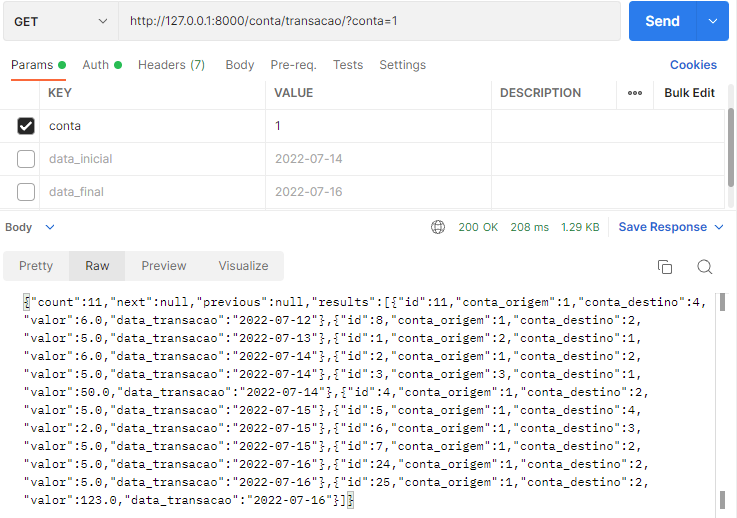 GET http://127.0.0.1:8000/conta/transacao/?conta=1 Send
Params Auth Headers (7) Body Pre-req. Tests Settings Cookies
KEY VALUE DESCRIPTION ••• Bulk Edit
conta 1
data_inicial 2022-07-14
data_final 2022-07-16
Body 200 OK 208 ms 1.29 KB Save Response
Pretty Raw Preview Visualize
{"count":11,"next":null,"previous":null,"results":[{"id":11,"conta_origem":1,"conta_destino":4,
"valor":6.0,"data_transacao":"2022-07-12"},{"id":8,"conta_origem":1,"conta_destino":2,
"valor":5.0,"data_transacao":"2022-07-13"},{"id":1,"conta_origem":2,"conta_destino":1,
"valor":6.0,"data_transacao":"2022-07-14"},{"id":2,"conta_origem":1,"conta_destino":2,
"valor":5.0,"data_transacao":"2022-07-14"},{"id":3,"conta_origem":3,"conta_destino":1,
"valor":50.0,"data_transacao":"2022-07-14"},{"id":4,"conta_origem":1,"conta_destino":2,
"valor":5.0,"data_transacao":"2022-07-15"},{"id":5,"conta_origem":1,"conta_destino":4,
"valor":2.0,"data_transacao":"2022-07-15"},{"id":6,"conta_origem":1,"conta_destino":3,
"valor":5.0,"data_transacao":"2022-07-15"},{"id":7,"conta_origem":1,"conta_destino":2,
"valor":5.0,"data_transacao":"2022-07-16"},{"id":24,"conta_origem":1,"conta_destino":2,
"valor":5.0,"data_transacao":"2022-07-16"},{"id":25,"conta_origem":1,"conta_destino":2,
"valor":123.0,"data_transacao":"2022-07-16"}]}